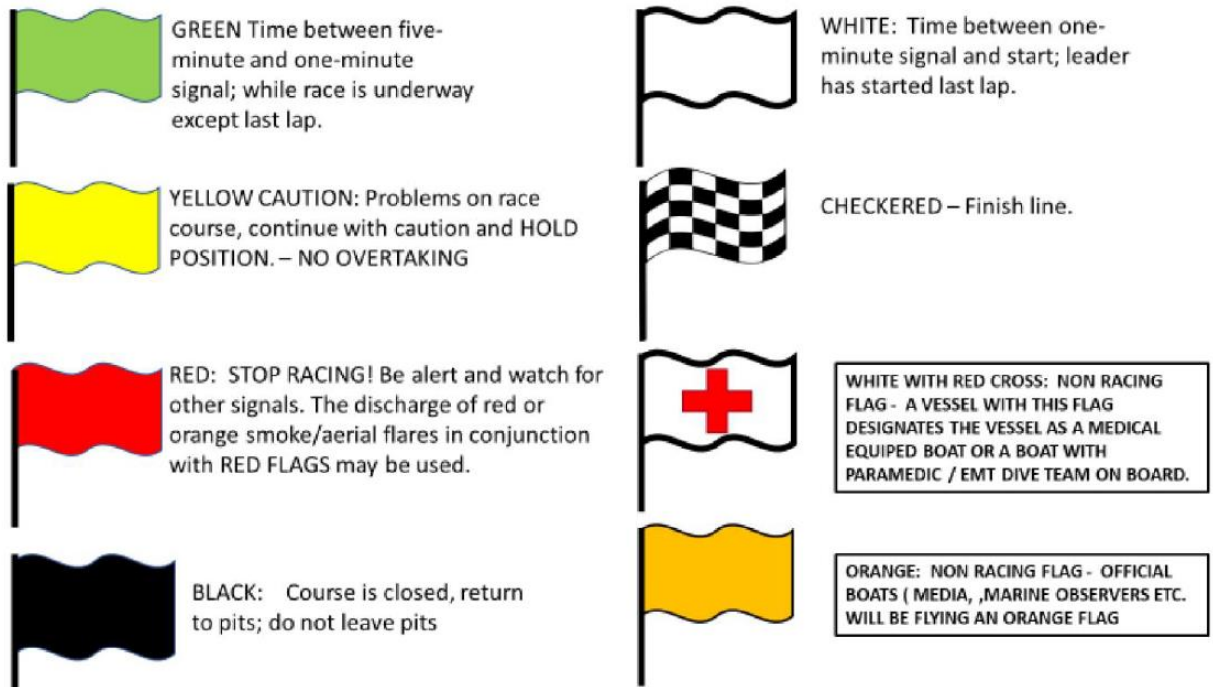 GREEN Time between five-
minute and one-minute
signal; while race is underway
except last lap.
YELLOW CAUTION: Problems on race
course, continue with caution and HOLD
POSITION. – NO OVERTAKING
RED: STOP RACING! Be alert and watch for
other signals. The discharge of red or
orange smoke/aerial flares in conjunction
with RED FLAGS may be used.
BLACK: Course is closed, return
to pits; do not leave pits
WHITE: Time between one-
minute signal and start; leader
has started last lap.
CHECKERED – Finish line.
WHITE WITH RED CROSS: NON RACING
FLAG - A VESSEL WITH THIS FLAG
DESIGNATES THE VESSEL AS A MEDICAL
EQUIPED BOAT OR A BOAT WITH
PARAMEDIC / EMT DIVE TEAM ON BOARD.
ORANGE: NON RACING FLAG - OFFICIAL
BOATS ( MEDIA, ,MARINE OBSERVERS ETC.
WILL BE FLYING AN ORANGE FLAG